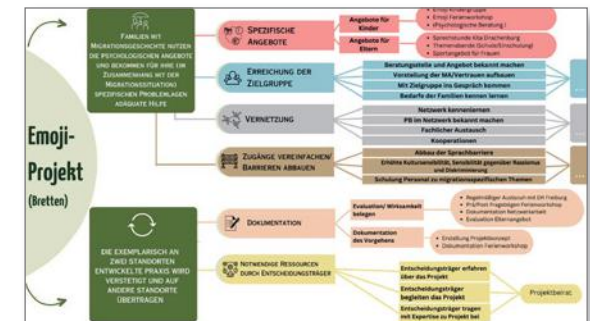 Emoji-
Projekt
(Bretten)
FAMILIEN MIT
MIGRATIONSGESCHICHTE NUTZEN
DIE PSYCHOLOGISCHEN ANGEBOTE
UND BEKOMMEN FÜR IHRE IM
ZUSAMMENHANG MIT DER
MIGRATIONSSITUATION
SPEZIFISCHEN PROBLEMLAGEN
ADÄQUATE HILFE
SPEZIFISCHE
ANGEBOTE
Angebote für
Kinder
Emoji Kindergruppe
Emoji Ferienworkshop
(Psychologische Beratung)
Angebote für
Eltern
Sprechstunde Kita Drachenburg
Themenabende (Schule/Einschulung)
Sportangebot für Frauen
ERREICHUNG DER
ZIELGRUPPE
Beratungsstelle und Angebot bekannt machen
Vorstellung der MA/Vertrauen aufbauen
Mit Zielgruppe ins Gespräch kommen
Bedarfe der Familien kennen lernen
...
VERNETZUNG
Netzwerk kennenlernen
PB im Netzwerk bekannt machen
Fachlicher Austausch
Kooperationen
...
ZUGÄNGE VEREINFACHEN/
BARRIEREN ABBAUEN
Abbau der Sprachbarriere
Erhöhte Kultursensibilität, Sensibilität gegenüber Rassismus
und Diskriminierung
Schulung Personal zu migrationsspezifischen Themen
...
DIE EXEMPLARISCH AN
ZWEI STANDORTEN
ENTWICKELTE PRAXIS WIRD
VERSTETIGT UND AUF
ANDERE STANDORTE
ÜBERTRAGEN
DOKUMENTATION
Evaluation/ Wirksamkeit
belegen
Regelmäßiger Austausch mit EH Freiburg
Prä/Post Fragebögen Ferienworkshop
Dokumentation Netzwerkarbeit
Evaluation Elternangebot
Dokumentation
des Vorgehens
Erstellung Projektkonzept
Dokumentation Ferienworkshop
NOTWENDIGE RESSOURCEN
DURCH ENTSCHEIDUNGSTRÄGER
Entscheidungsträger erfahren
über das Projekt
Entscheidungsträger
begleiten das Projekt
Entscheidungsträger tragen
mit Expertise zu Projekt bei
Projektbeirat